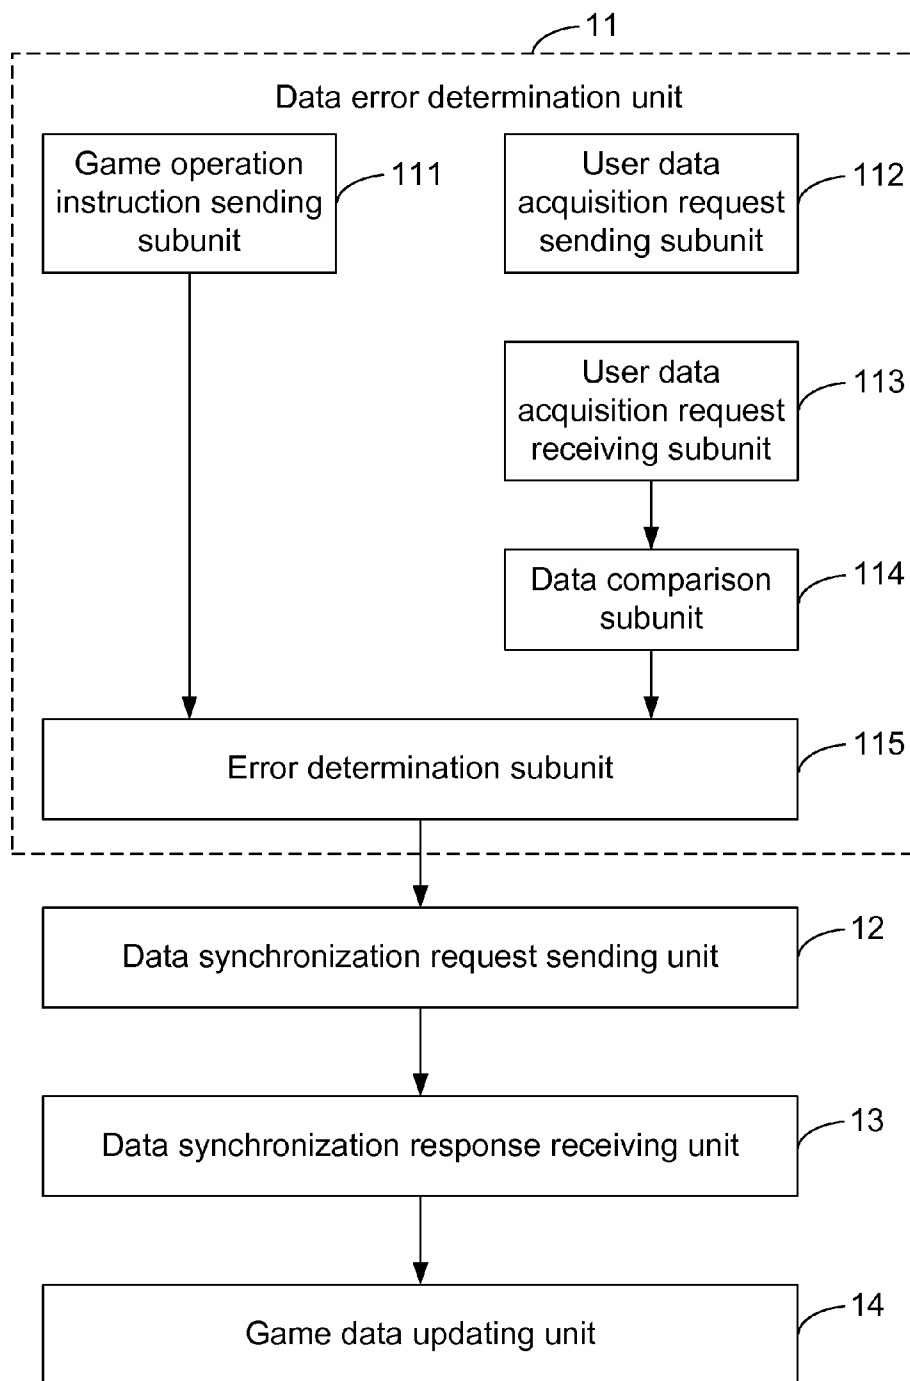 11
Data error determination unit
Game operation
instruction sending
subunit
111
User data
acquisition request
sending subunit
112
User data
acquisition request
receiving subunit
113
Data comparison
subunit
114
Error determination subunit
115
Data synchronization request sending unit
12
Data synchronization response receiving unit
13
Game data updating unit
14